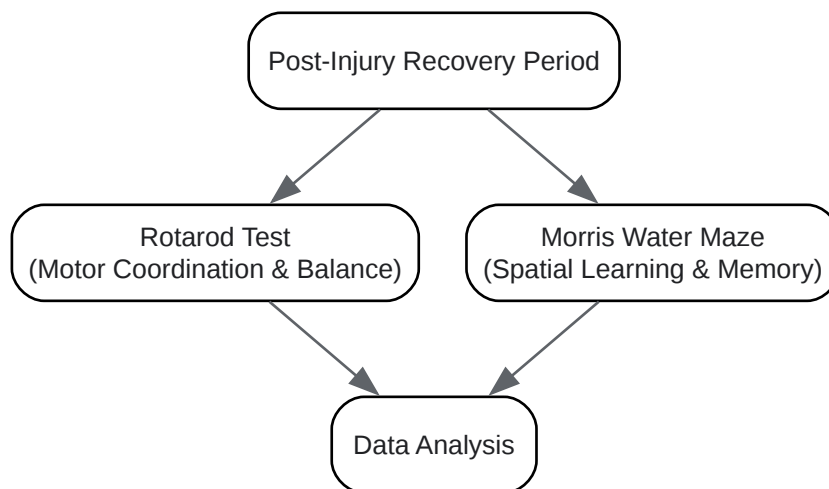 Post-Injury Recovery Period
Rotarod Test
(Motor Coordination & Balance)
Morris Water Maze
(Spatial Learning & Memory)
Data Analysis